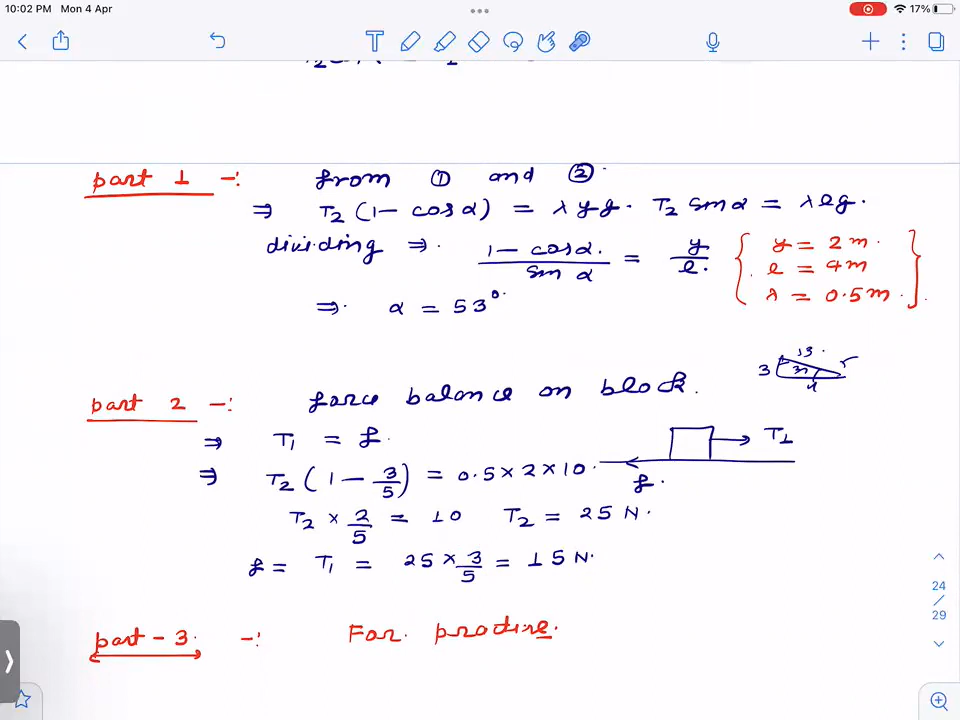 10:02 PM Mon 4 Apr
17%
part 1 -: from ① and ②
⇒ T₂ (1 - cos α) = λ y g. T₂ sin α = λ l g.
dividing ⇒ (1 - cos α.)/(sin α) = y/l. { y = 2 m.
l = 4 m
λ = 0.5 m. }
⇒ α = 53°
part 2 -: force balance on block.
⇒ T₁ = f.
⇒ T₂ (1 - 3/5) = 0.5 × 2 × 10.
T₂ × 2/5 = 10 T₂ = 25 N.
f = T₁ = 25 × 3/5 = 15 N.
3
T₁
f.
part - 3. -: For practise.
24
/
29